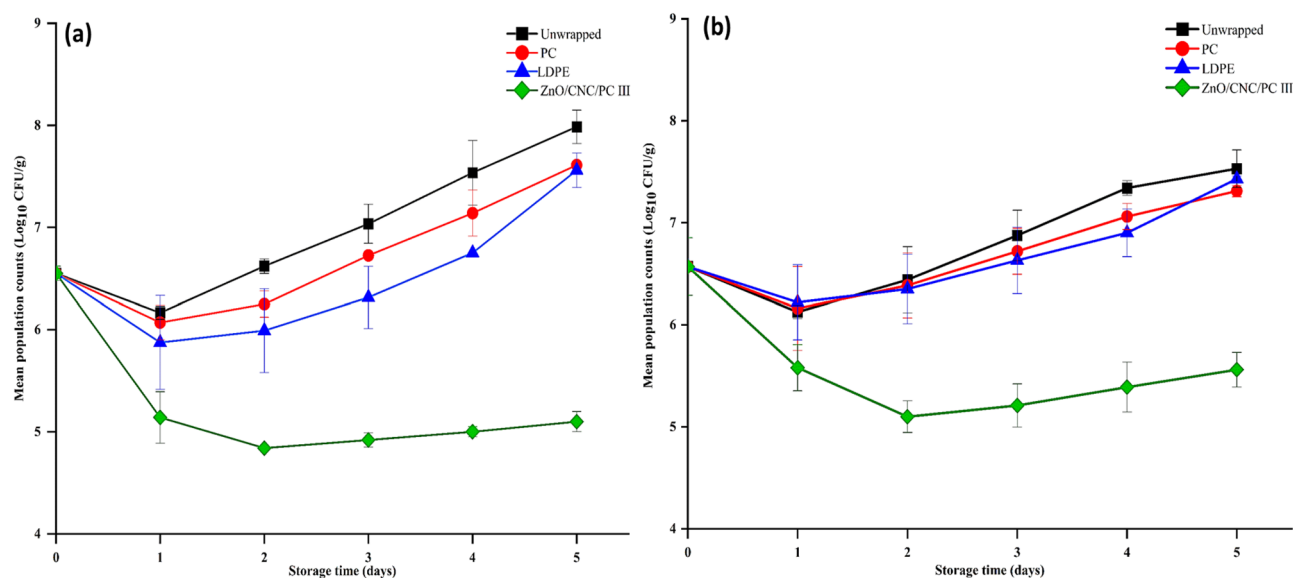 (a)
Unwrapped
PC
LDPE
ZnO/CNC/PC III
Mean population counts (Log10 CFU/g)
9
8
7
6
5
4
0 1 2 3 4 5
Storage time (days)
(b)
Unwrapped
PC
LDPE
ZnO/CNC/PC III
Mean population counts (Log10 CFU/g)
9
8
7
6
5
4
0 1 2 3 4 5
Storage time (days)